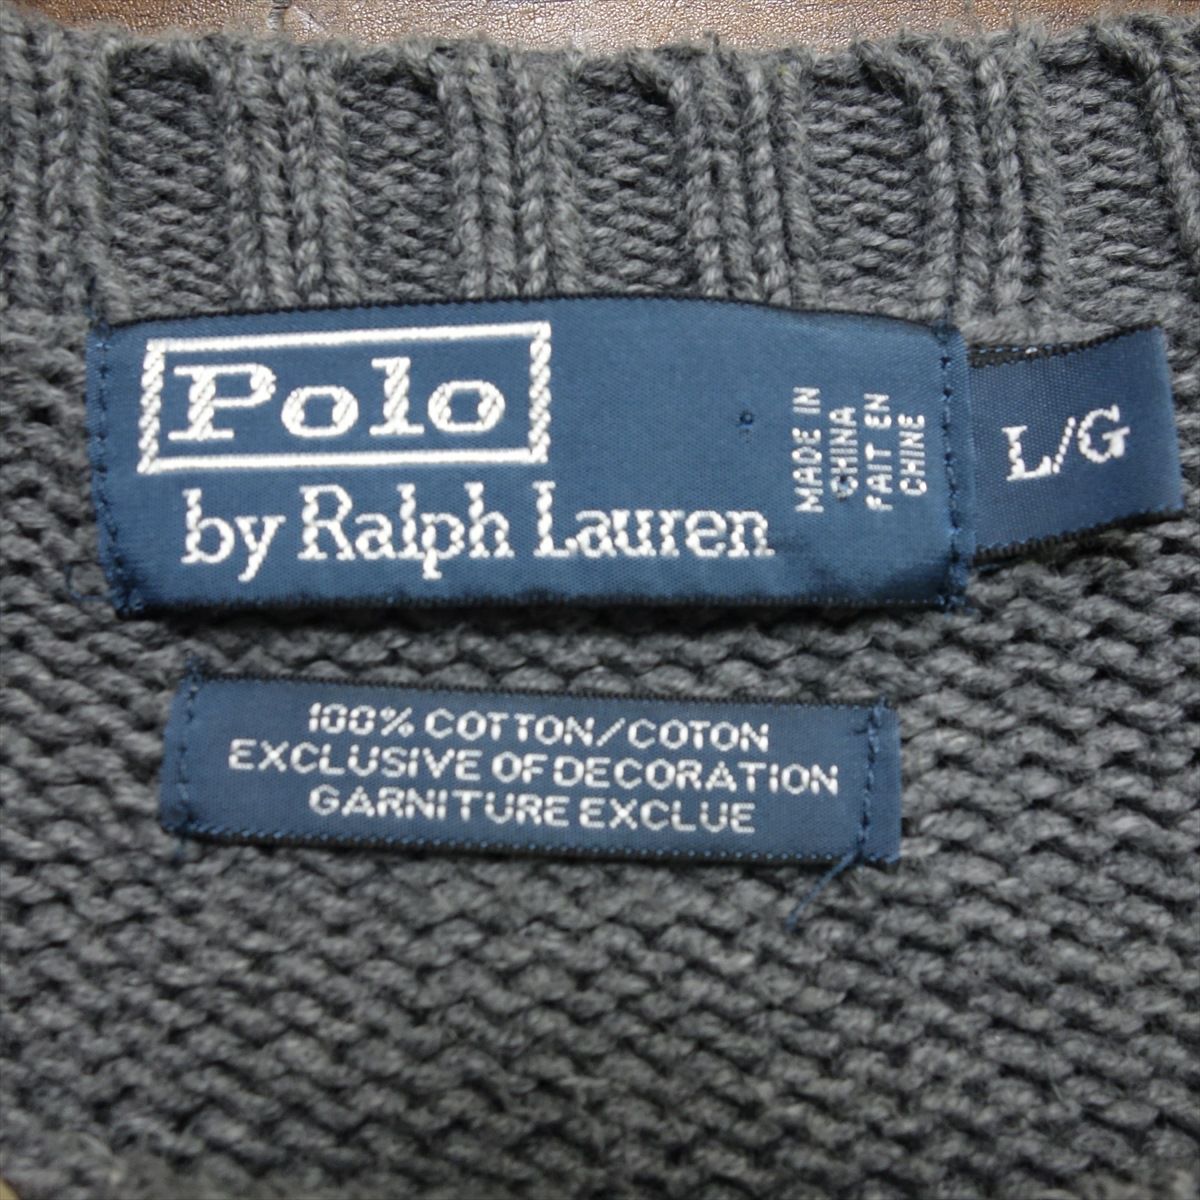 Polo
by Ralph Lauren
MADE IN
CHINA
FAIT EN
CHINE
L/G
100% COTTON/COTON
EXCLUSIVE OF DECORATION
GARNITURE EXCLUE